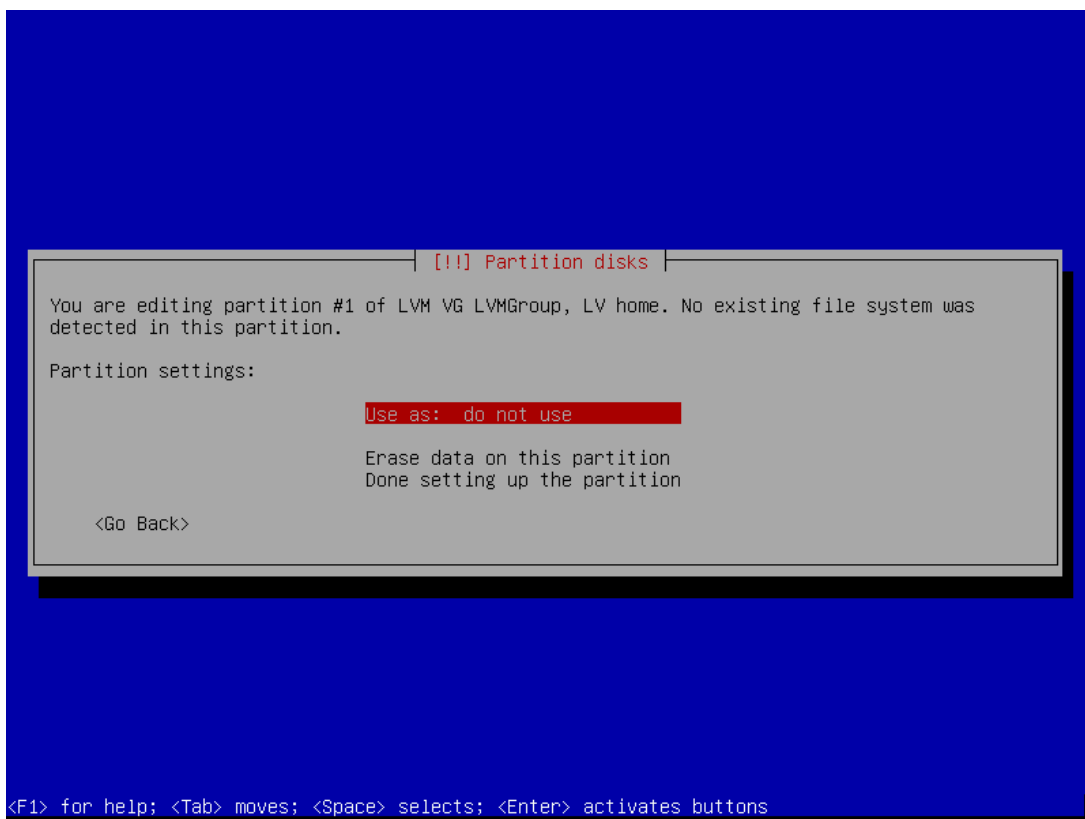 [!!] Partition disks
You are editing partition #1 of LVM VG LVMGroup, LV home. No existing file system was
detected in this partition.
Partition settings:
Use as: do not use
Erase data on this partition
Done setting up the partition
<Go Back>
<F1> for help; <Tab> moves; <Space> selects; <Enter> activates buttons